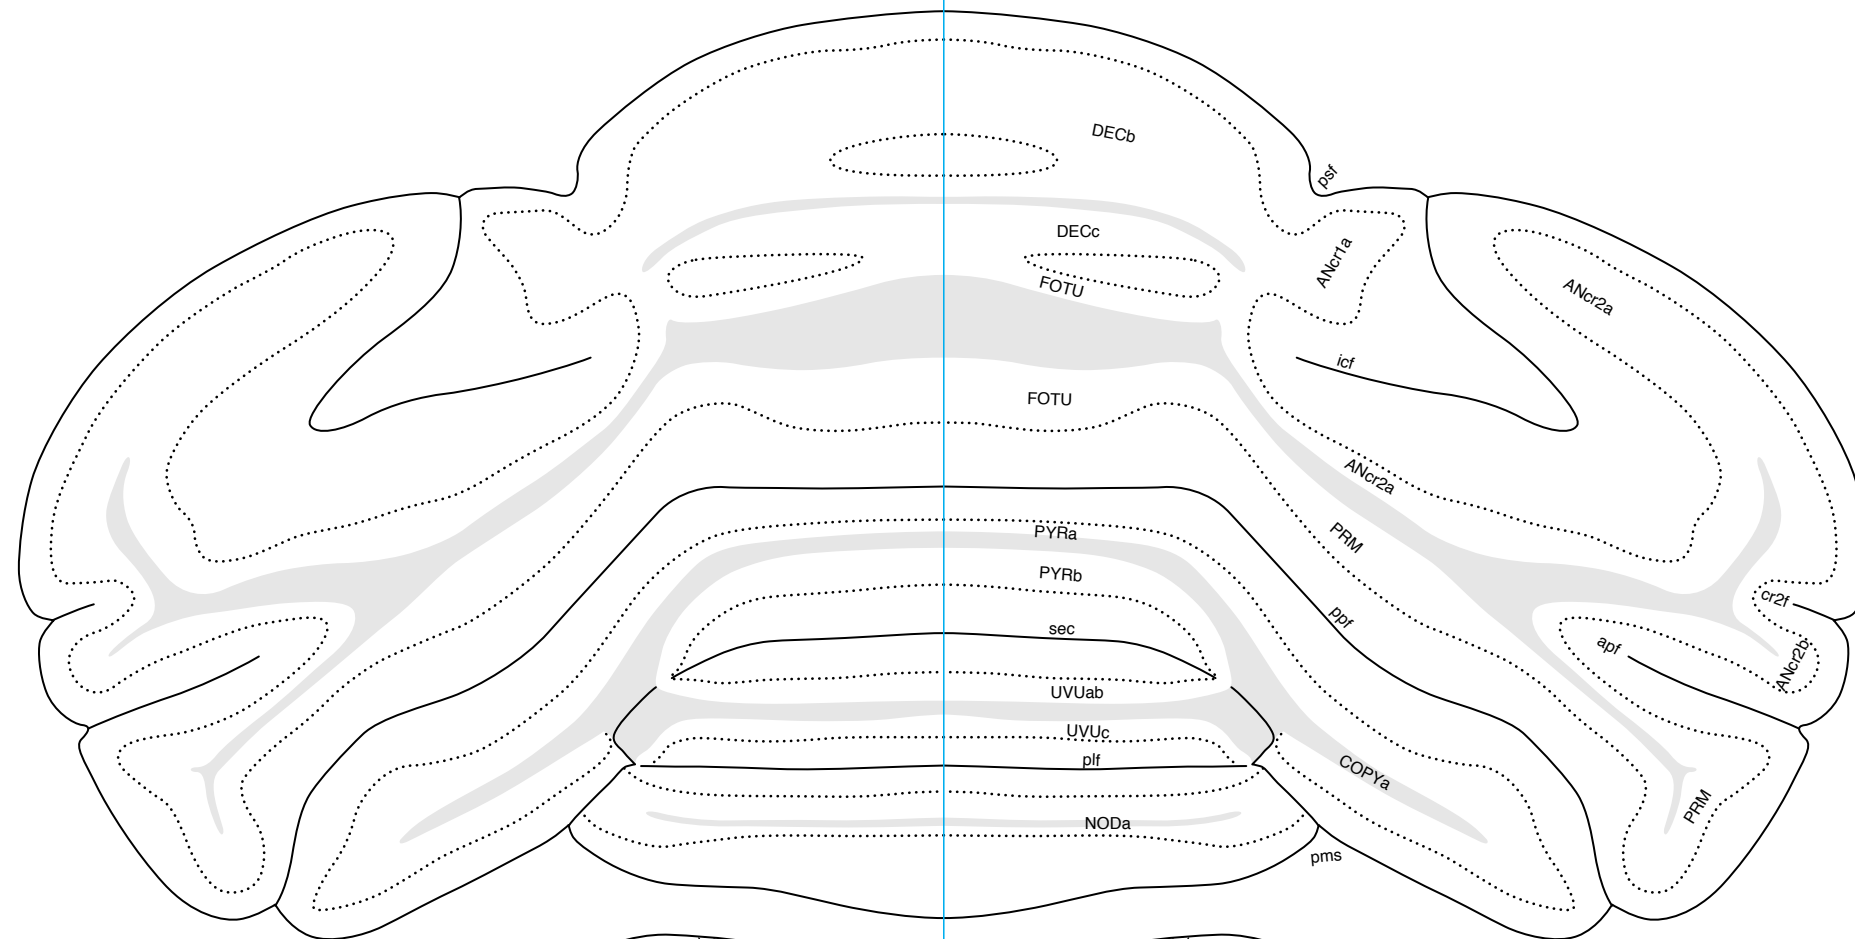 DECb
psf
DECc
ANcr1a
FOTU
ANcr2a
icf
FOTU
ANcr2a
PYRa
PRM
PYRb
cr2f
ppf
sec
apf
ANcr2b
UVUab
UVUc
plf
COPYa
PRM
NODa
pms